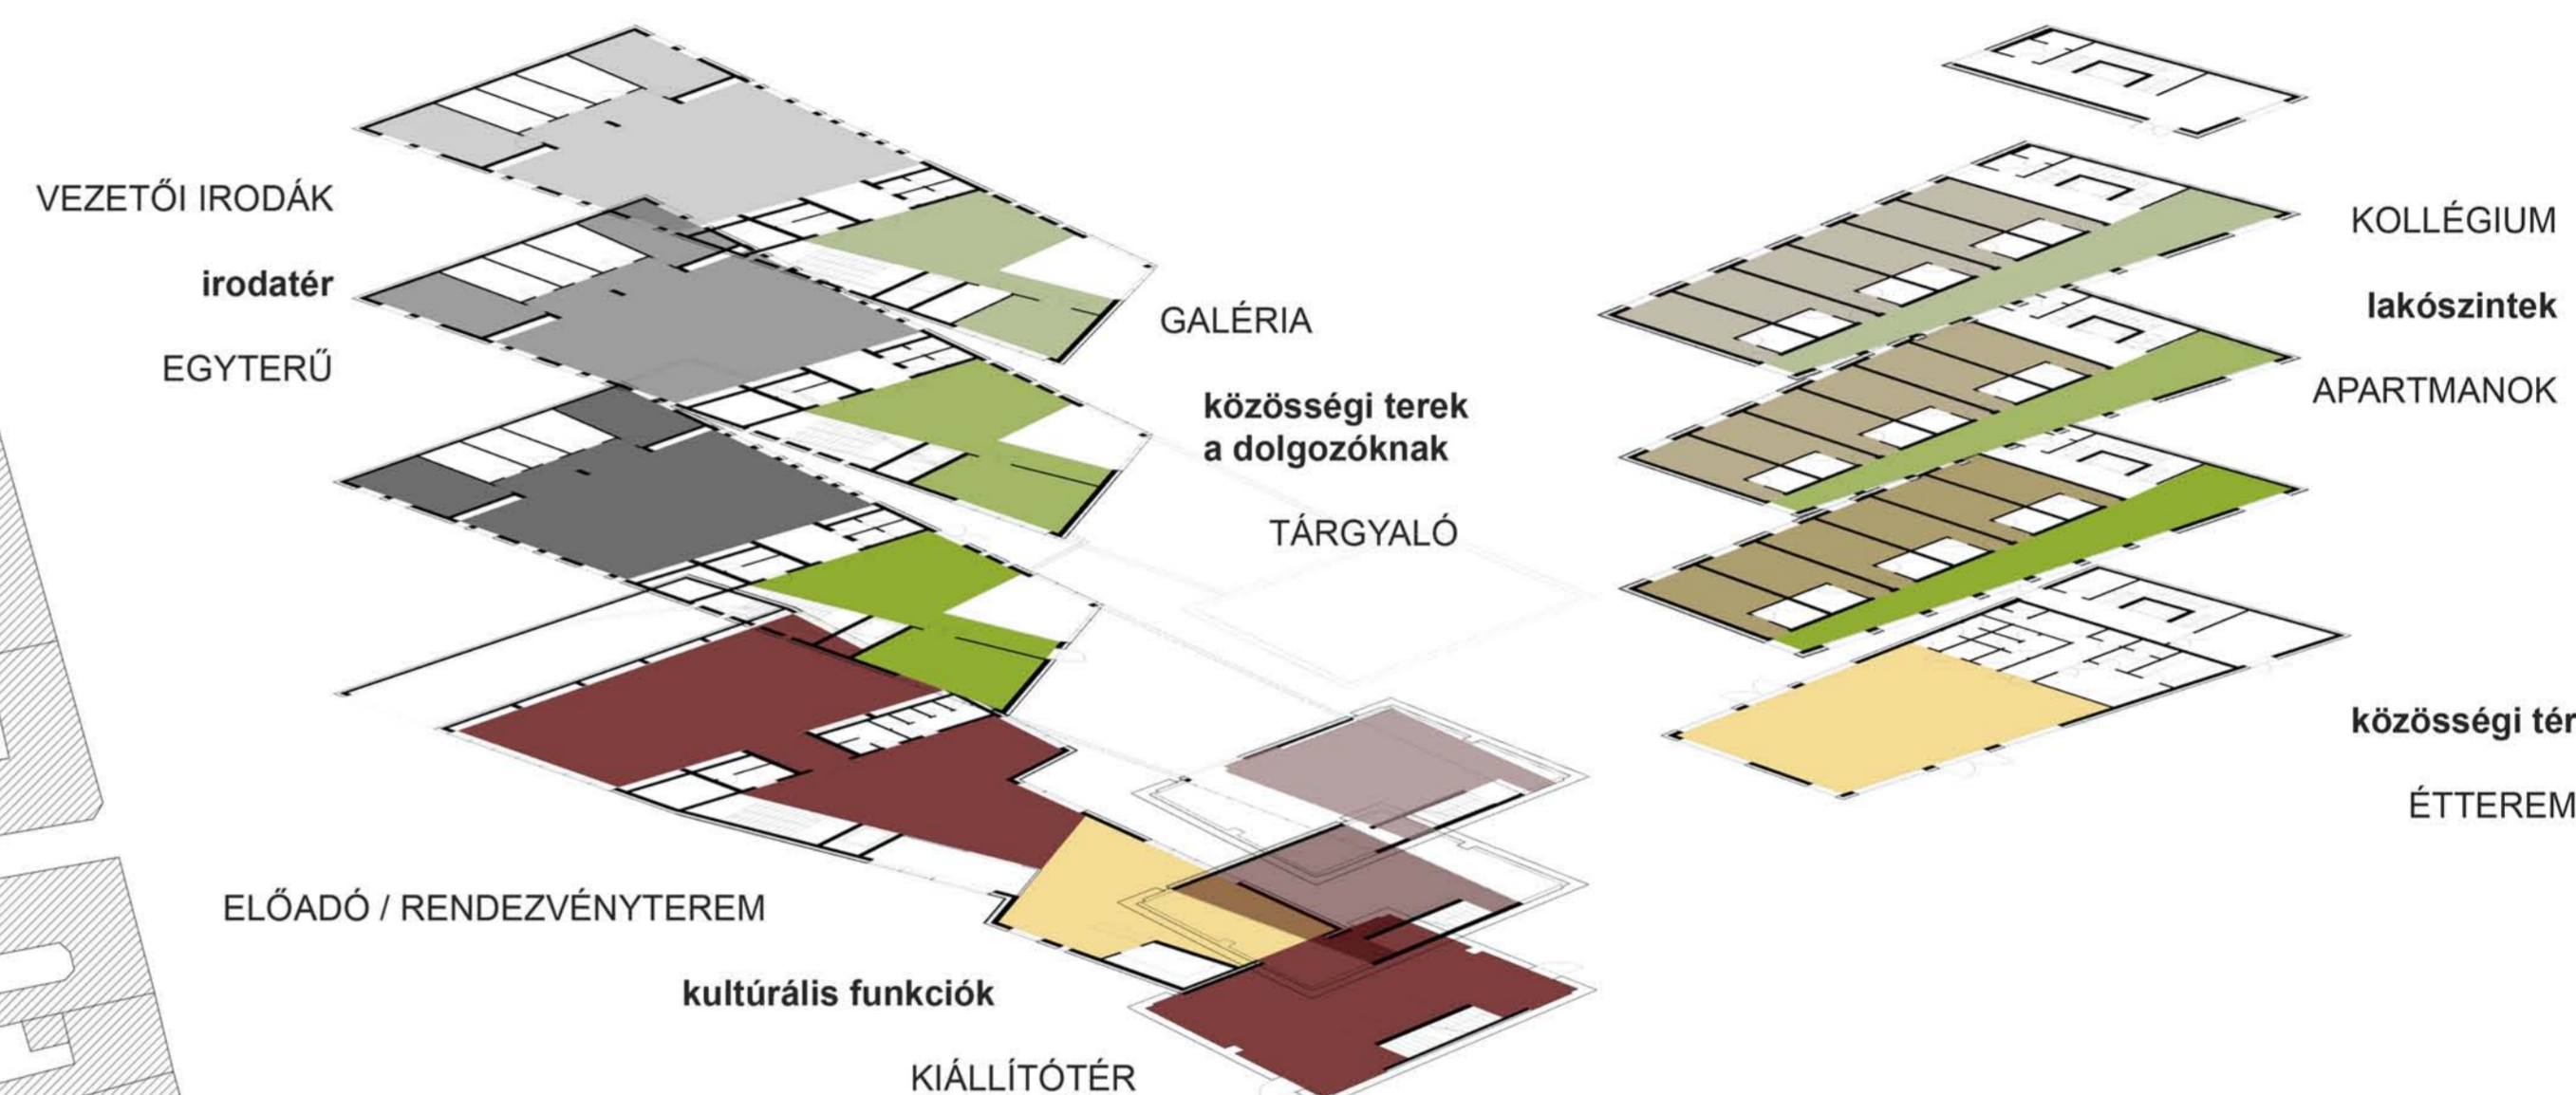 VEZETŐI IRODÁK
irodatér
EGYTERŰ
GALÉRIA
közösségi terek
a dolgozóknak
TÁRGYALÓ
KOLLÉGIUM
lakószintek
APARTMANOK
közösségi tér
ÉTTEREM
ELŐADÓ / RENDEZVÉNYTEREM
kultúrális funkciók
KIÁLLÍTÓTÉR